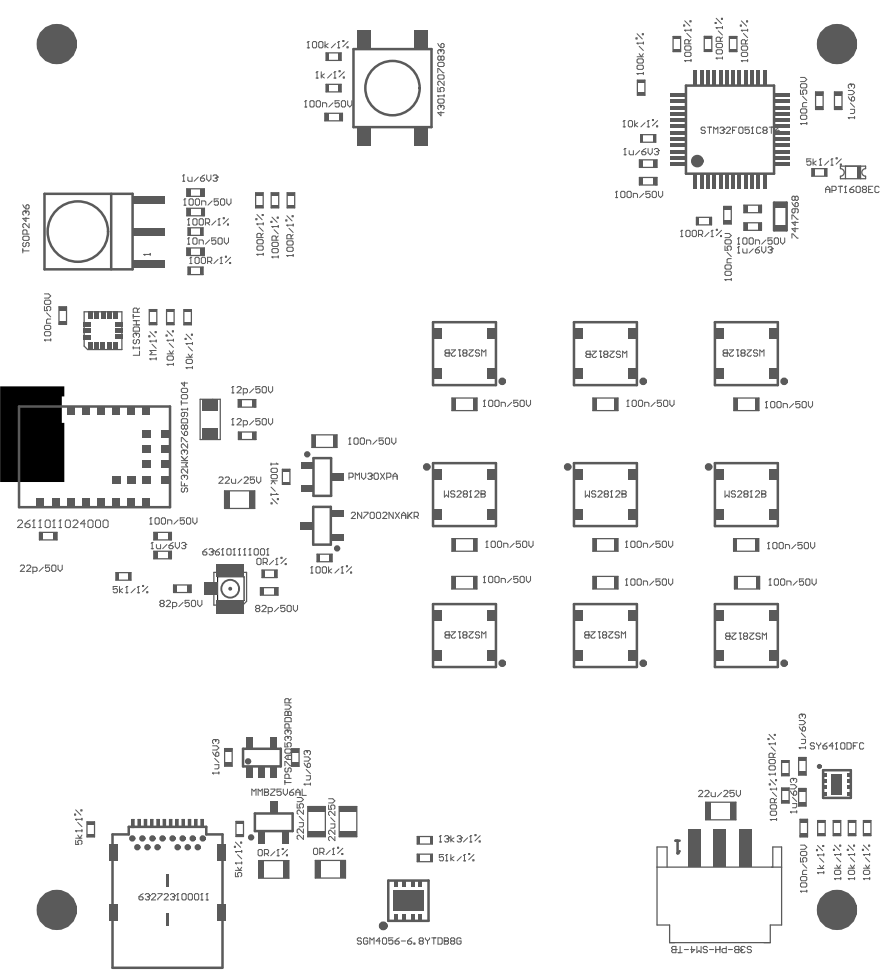 100k/1%
1k/1%
100n/50V
430152070836
100k/1%
100R/1%
100R/1%
100R/1%
100n/50V
1u/6V3
STM32F051C8T6
10k/1%
1u/6V3
100n/50V
5k1/1%
APT1608EC
100R/1%
100n/50V
100n/50V
1u/6V3
7447968
TSOP2436
1
1u/6V3
100n/50V
100R/1%
10n/50V
100R/1%
100R/1%
100R/1%
100R/1%
100n/50V
LIS3DHTR
1M/1%
10k/1%
10k/1%
WS2812B
WS2812B
WS2812B
100n/50V
100n/50V
100n/50V
SF32WK32768D91T004
12p/50V
12p/50V
100n/50V
100k/1%
PMV30XPA
22u/25V
2N7002NXAKR
100k/1%
WS2812B
WS2812B
WS2812B
2611011024000
22p/50V
100n/50V
1u/6V3
5k1/1%
636101111001
0R/1%
82p/50V
82p/50V
100n/50V
100n/50V
100n/50V
100n/50V
100n/50V
100n/50V
WS2812B
WS2812B
WS2812B
1u/6V3
TPS7A0533PDBVR
1u/6V3
MMBZ5V6AL
22u/25V
22u/25V
5k1/1%
5k1/1%
0R/1%
0R/1%
632723100011
13k3/1%
51k/1%
SGM4056-6.8YTDB8G
1u/6V3
SY6410DFC
100R/1%
100R/1%
1u/6V3
22u/25V
1
100n/50V
1k/1%
10k/1%
10k/1%
10k/1%
S3B-PH-SM4-TB